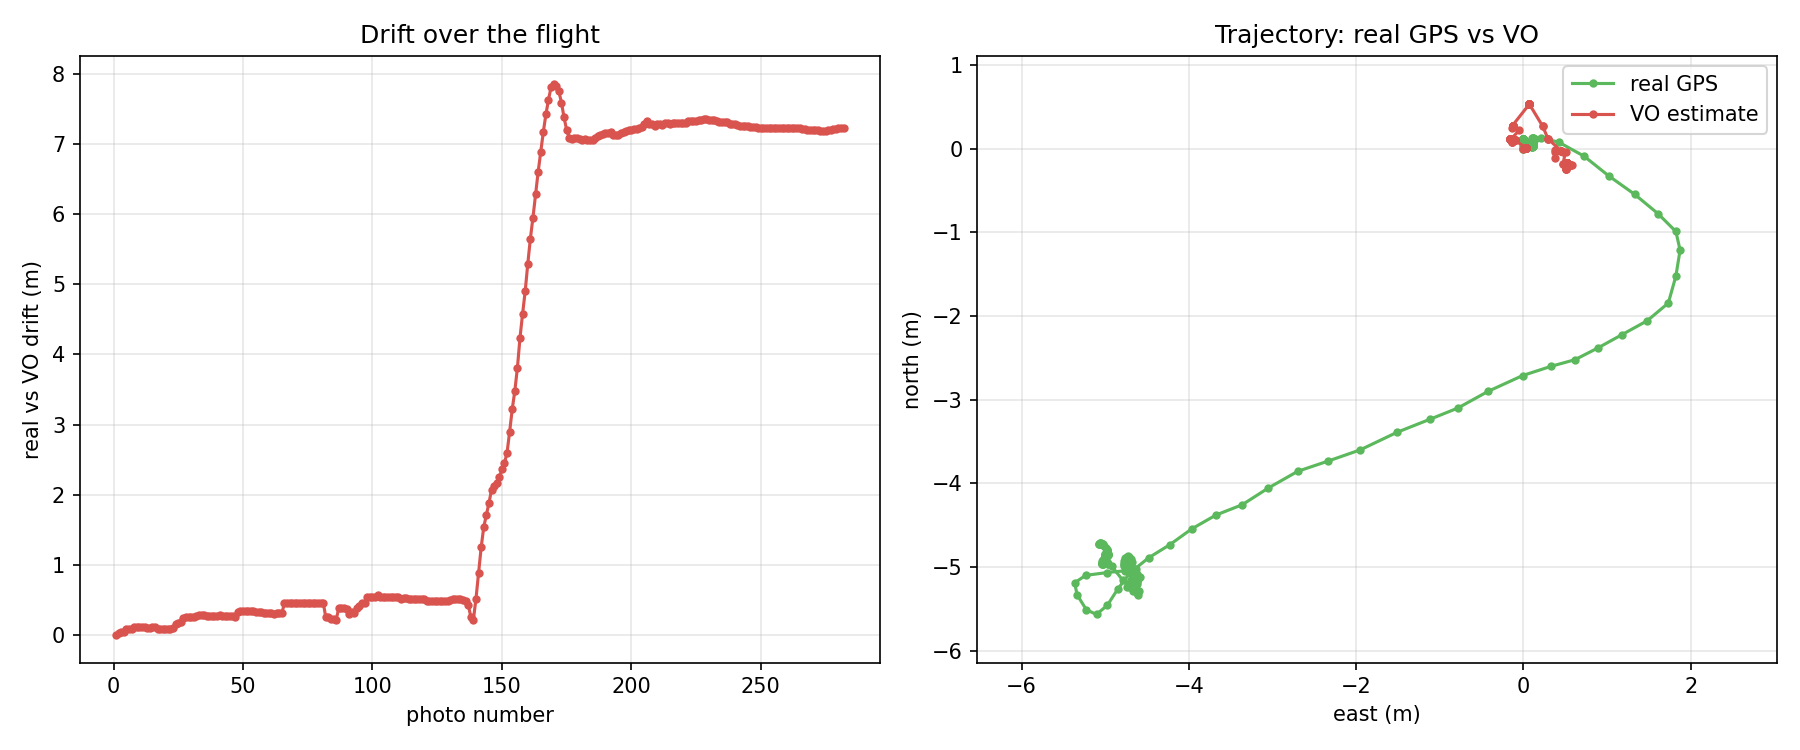 Drift over the flight
real vs VO drift (m)
8
7
6
5
4
3
2
1
0
0 50 100 150 200 250
photo number
Trajectory: real GPS vs VO
real GPS
VO estimate
north (m)
1
0
−1
−2
−3
−4
−5
−6
−6 −4 −2 0 2
east (m)